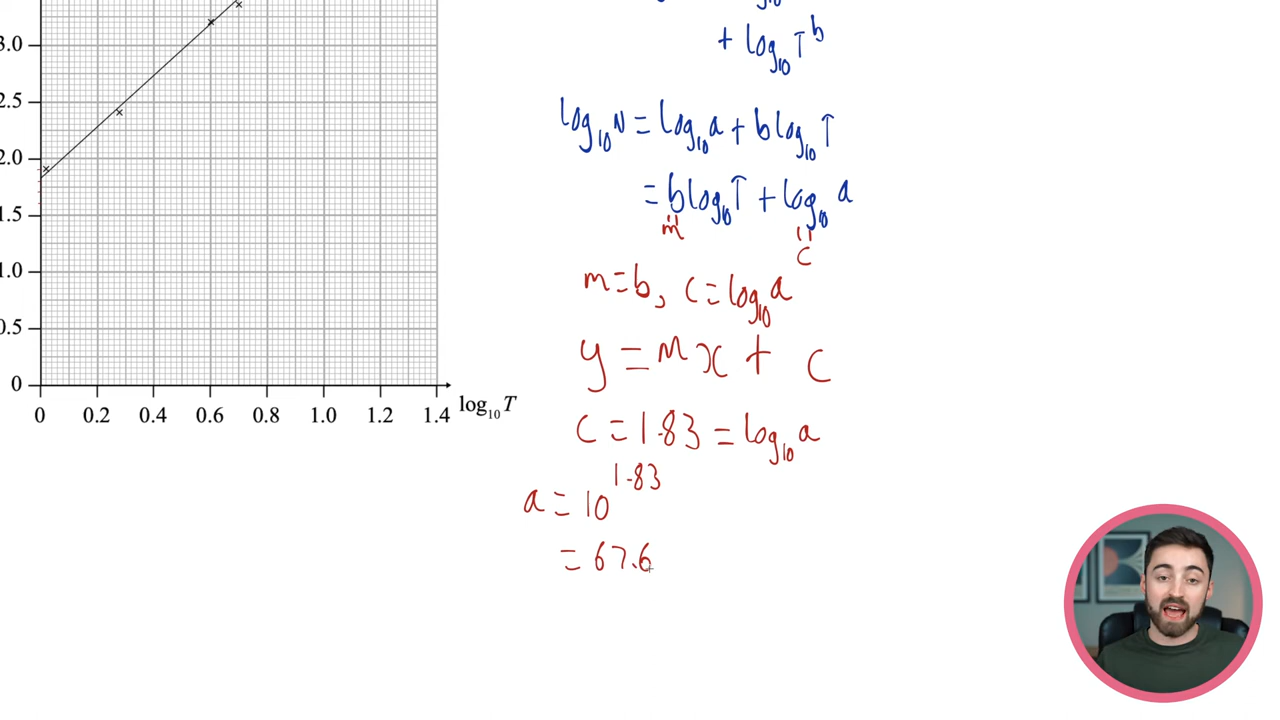 + log₁₀ T^b
log₁₀ N = log₁₀ a + b log₁₀ T
= b log₁₀ T + log₁₀ a
m
c
m = b, c = log₁₀ a
y = mx + c
c = 1.83 = log₁₀ a
a = 10^1.83
= 67.6
3.0
2.5
2.0
1.5
1.0
0.5
0
0 0.2 0.4 0.6 0.8 1.0 1.2 1.4 log₁₀ T